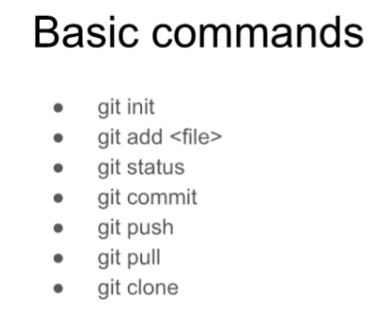 Basic commands
● git init
● git add <file>
● git status
● git commit
● git push
● git pull
● git clone